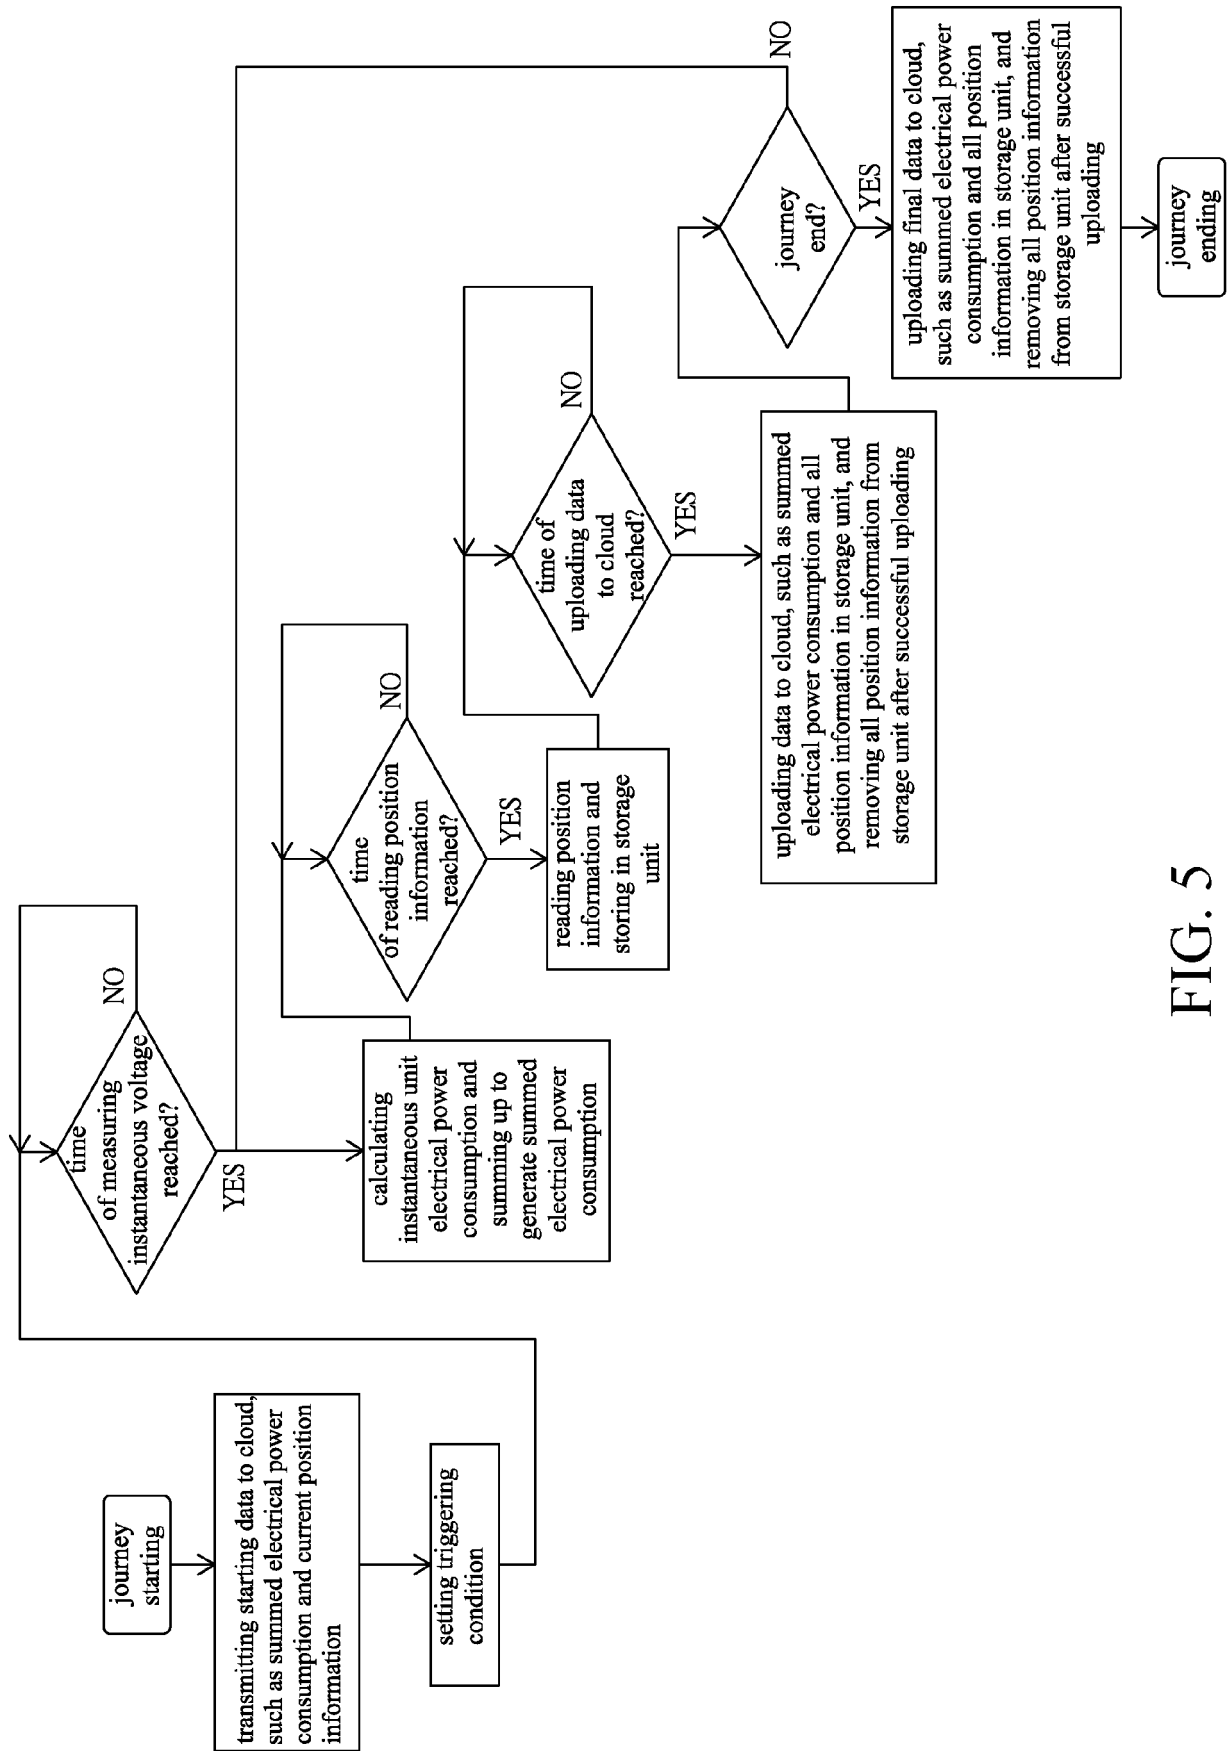 journey
starting
transmitting starting data to cloud,
such as summed electrical power
consumption and current position
information
setting triggering
condition
time
of measuring
instantaneous voltage
reached?
NO
YES
calculating
instantaneous unit
electrical power
consumption and
summing up to
generate summed
electrical power
consumption
time
of reading position
information
reached?
NO
YES
reading position
information and
storing in storage
unit
time of
uploading data
to cloud
reached?
NO
YES
uploading data to cloud, such as summed
electrical power consumption and all
position information in storage unit, and
removing all position information from
storage unit after successful uploading
journey
end?
NO
YES
uploading final data to cloud,
such as summed electrical power
consumption and all position
information in storage unit, and
removing all position information
from storage unit after successful
uploading
journey
ending
FIG. 5